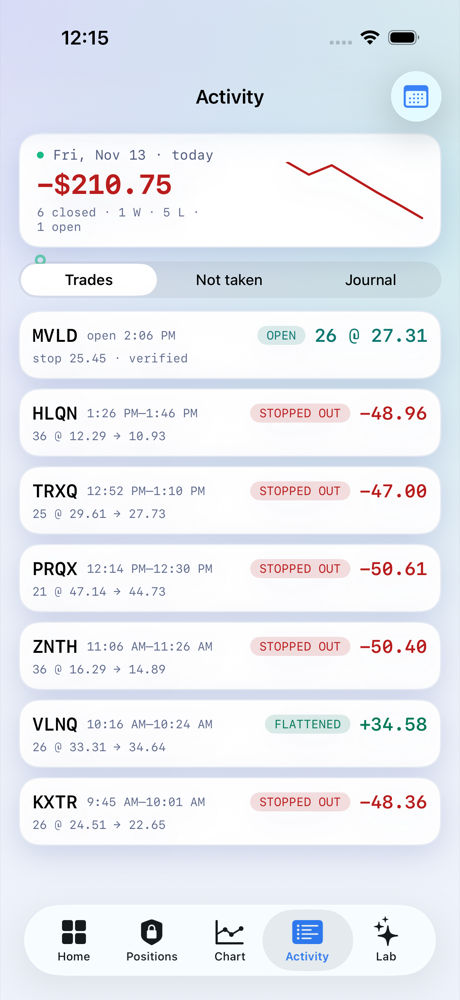 12:15
Activity
Fri, Nov 13 · today
−$210.75
6 closed · 1 W · 5 L ·
1 open
Trades Not taken Journal
MVLD open 2:06 PM OPEN 26 @ 27.31
stop 25.45 · verified
HLQN 1:26 PM–1:46 PM STOPPED OUT −48.96
36 @ 12.29 → 10.93
TRXQ 12:52 PM–1:10 PM STOPPED OUT −47.00
25 @ 29.61 → 27.73
PRQX 12:14 PM–12:30 PM STOPPED OUT −50.61
21 @ 47.14 → 44.73
ZNTH 11:06 AM–11:26 AM STOPPED OUT −50.40
36 @ 16.29 → 14.89
VLNQ 10:16 AM–10:24 AM FLATTENED +34.58
26 @ 33.31 → 34.64
KXTR 9:45 AM–10:01 AM STOPPED OUT −48.36
26 @ 24.51 → 22.65
Home Positions Chart Activity Lab